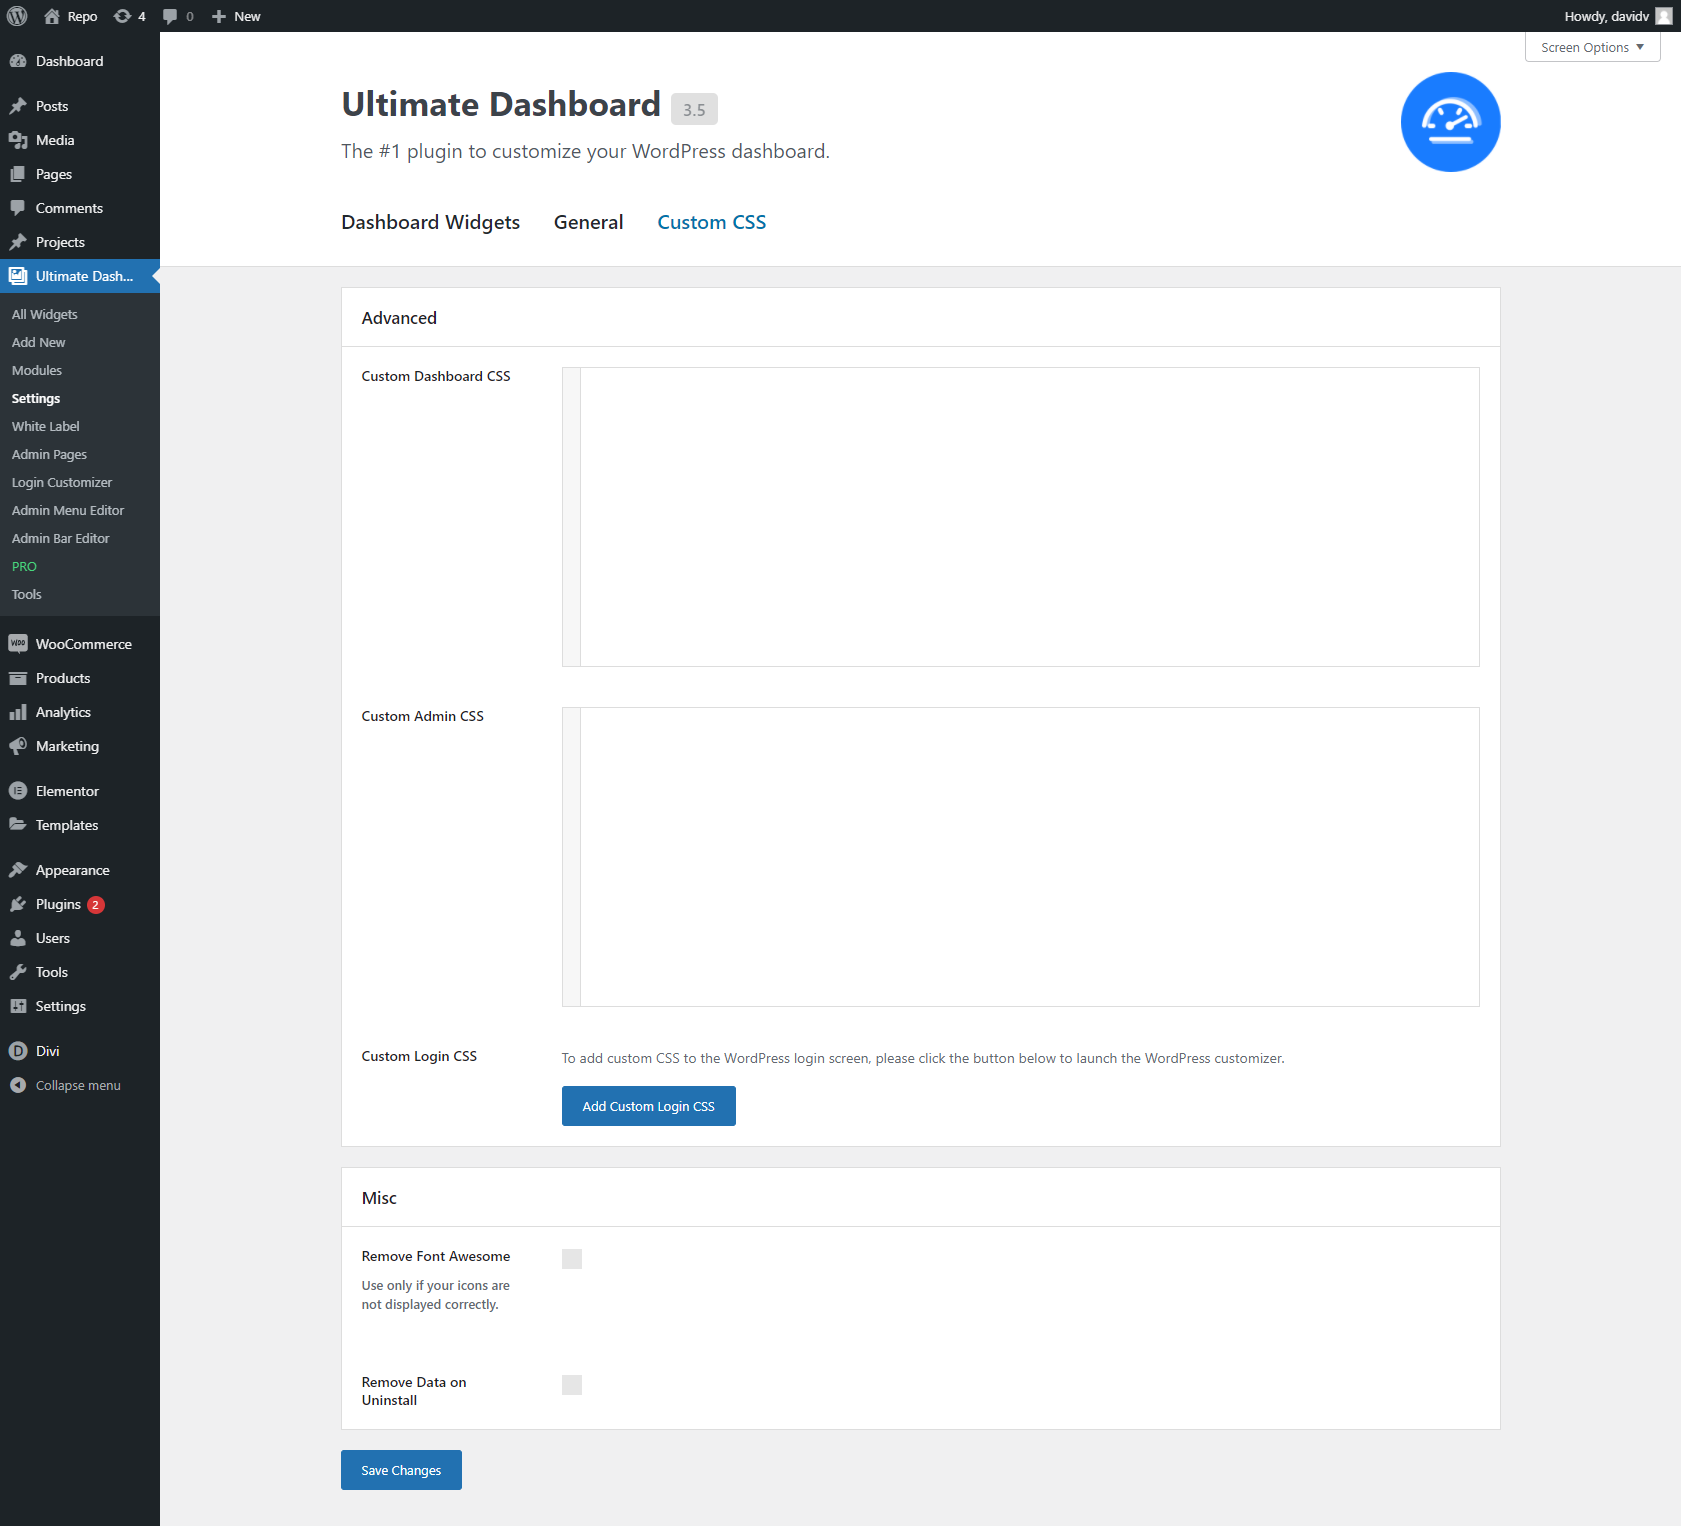 Repo
4
0
New
Howdy, davidv
Screen Options
Dashboard
Posts
Media
Pages
Comments
Projects
Ultimate Dash...
All Widgets
Add New
Modules
Settings
White Label
Admin Pages
Login Customizer
Admin Menu Editor
Admin Bar Editor
PRO
Tools
WOO
WooCommerce
Products
Analytics
Marketing
Elementor
Templates
Appearance
Plugins 2
Users
Tools
Settings
D
Divi
Collapse menu
Ultimate Dashboard 3.5
The #1 plugin to customize your WordPress dashboard.
Dashboard Widgets General Custom CSS
Advanced
Custom Dashboard CSS
Custom Admin CSS
Custom Login CSS
To add custom CSS to the WordPress login screen, please click the button below to launch the WordPress customizer.
Add Custom Login CSS
Misc
Remove Font Awesome
Use only if your icons are
not displayed correctly.
Remove Data on
Uninstall
Save Changes